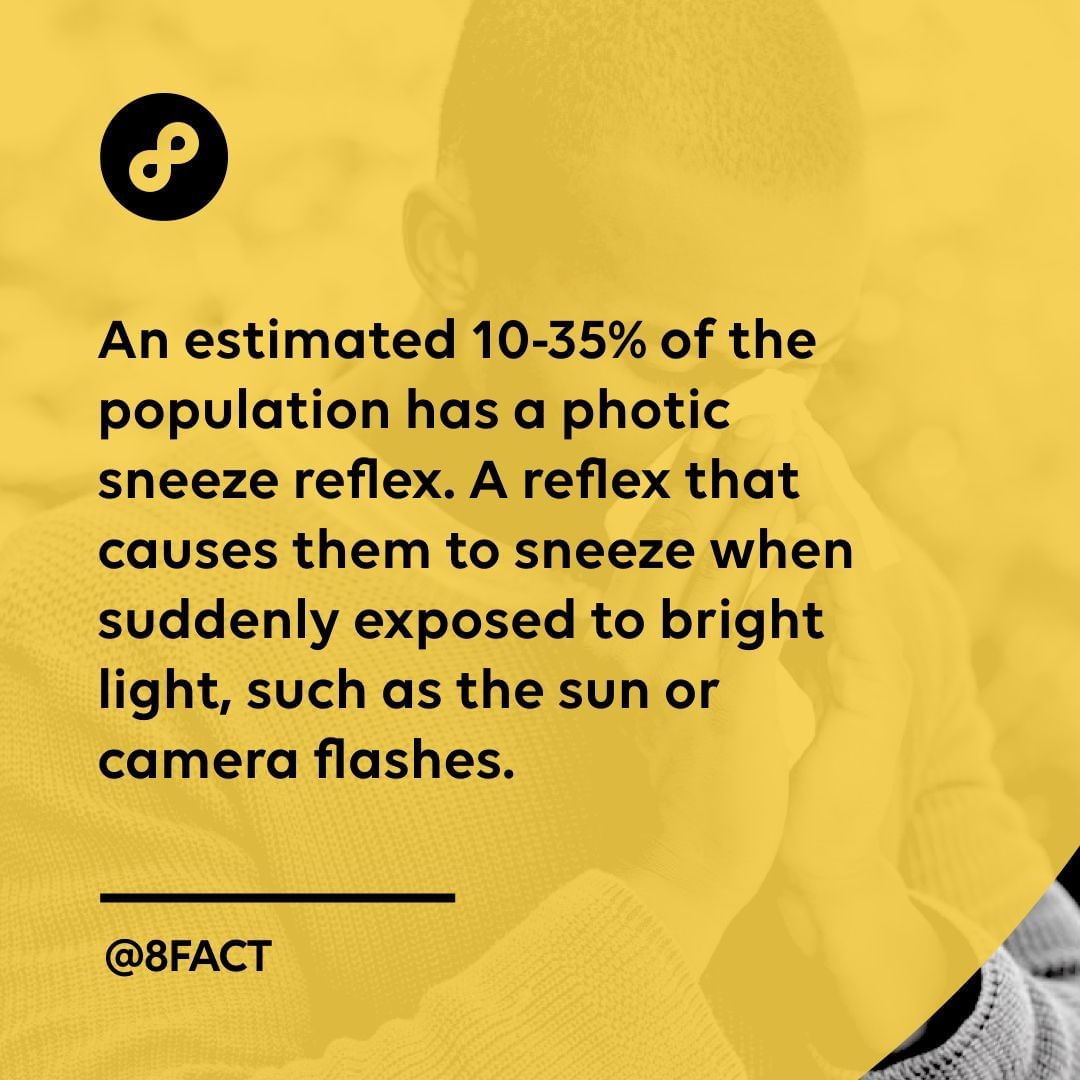 An estimated 10-35% of the
population has a photic
sneeze reflex. A reflex that
causes them to sneeze when
suddenly exposed to bright
light, such as the sun or
camera flashes.
@8FACT